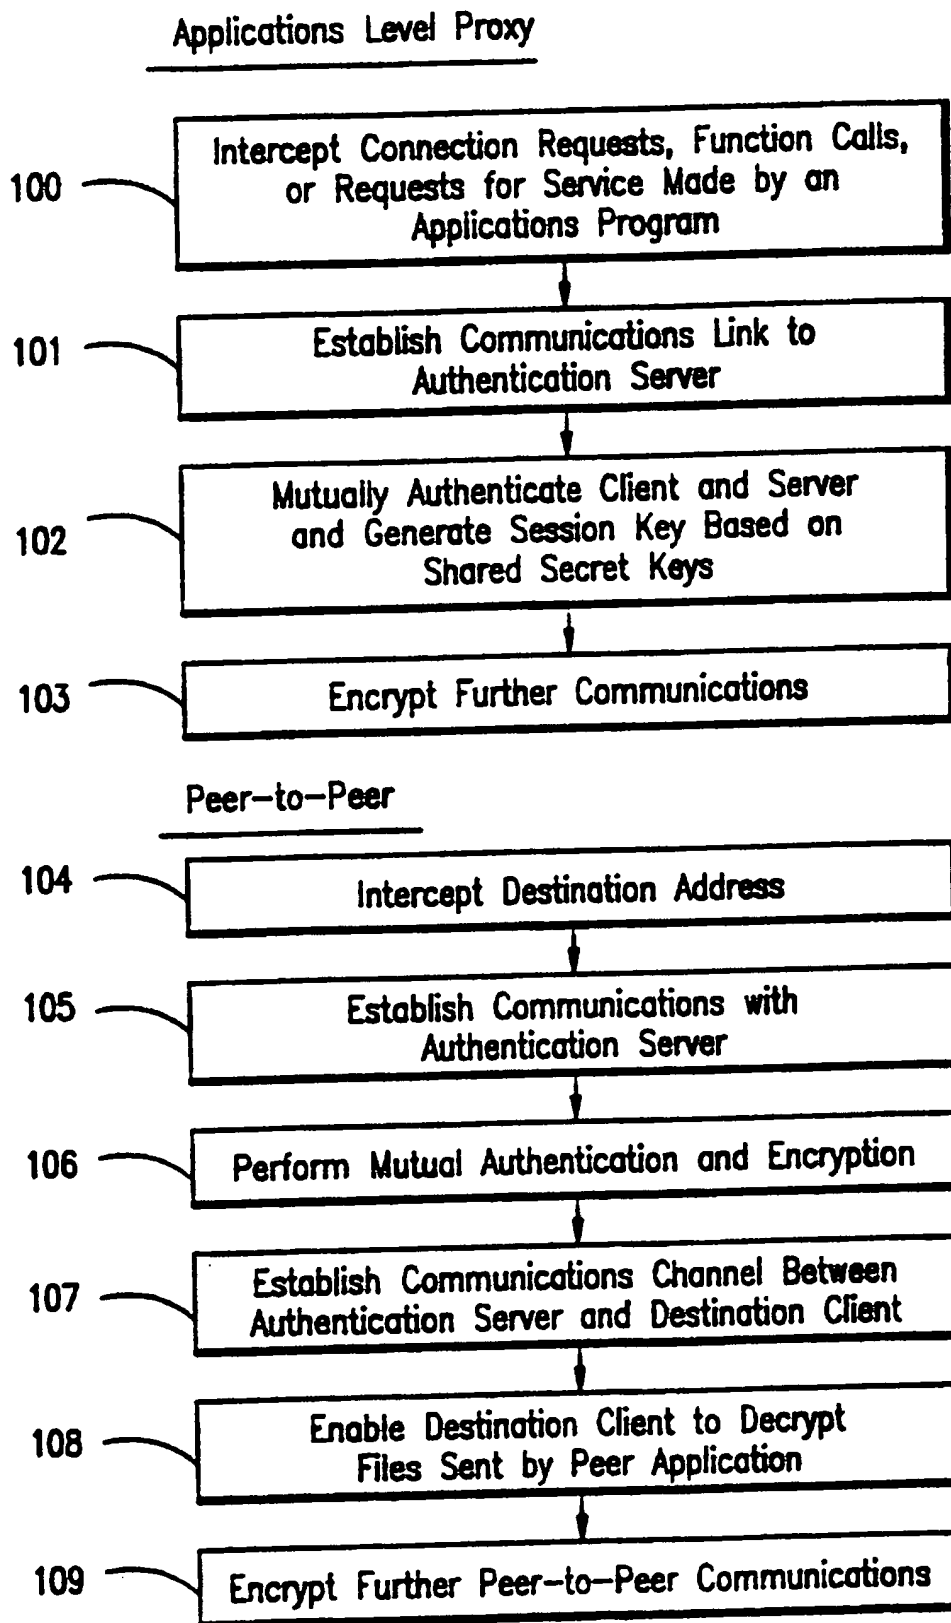 Applications Level Proxy
100
Intercept Connection Requests, Function Calls,
or Requests for Service Made by an
Applications Program
101
Establish Communications Link to
Authentication Server
102
Mutually Authenticate Client and Server
and Generate Session Key Based on
Shared Secret Keys
103
Encrypt Further Communications
Peer-to-Peer
104
Intercept Destination Address
105
Establish Communications with
Authentication Server
106
Perform Mutual Authentication and Encryption
107
Establish Communications Channel Between
Authentication Server and Destination Client
108
Enable Destination Client to Decrypt
Files Sent by Peer Application
109
Encrypt Further Peer-to-Peer Communications